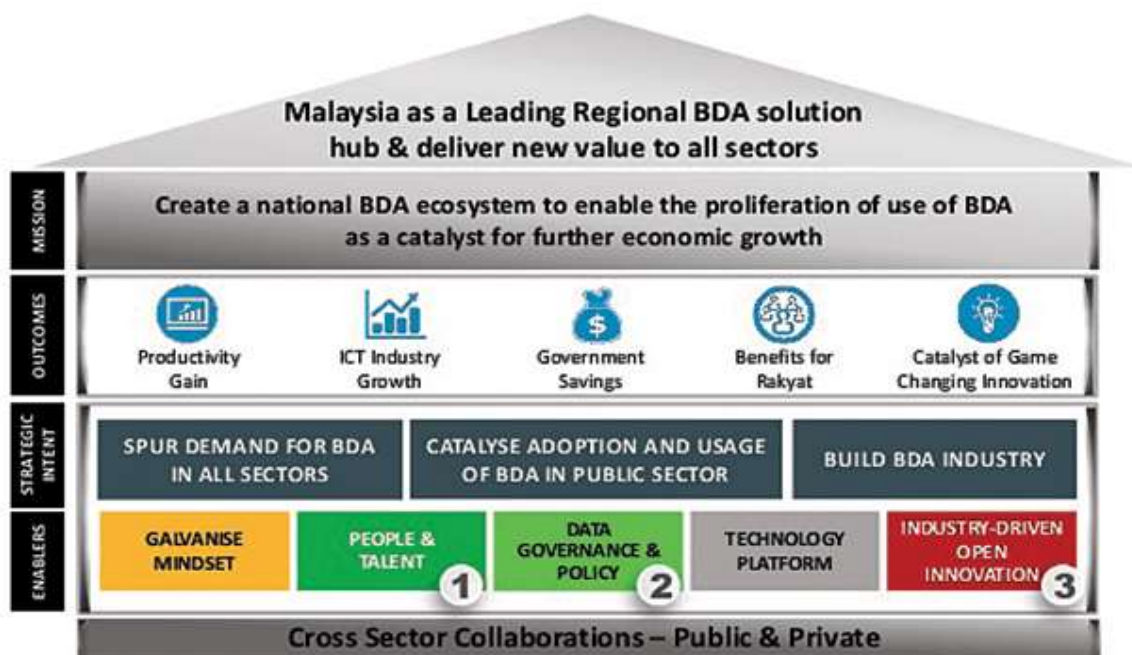 Malaysia as a Leading Regional BDA solution
hub & deliver new value to all sectors
MISSION
Create a national BDA ecosystem to enable the proliferation of use of BDA
as a catalyst for further economic growth
OUTCOMES
Productivity
Gain
ICT Industry
Growth
$
Government
Savings
Benefits for
Rakyat
Catalyst of Game
Changing Innovation
STRATEGIC
INTENT
SPUR DEMAND FOR BDA
IN ALL SECTORS
CATALYSE ADOPTION AND USAGE
OF BDA IN PUBLIC SECTOR
BUILD BDA INDUSTRY
ENABLERS
GALVANISE
MINDSET
PEOPLE &
TALENT
1
DATA
GOVERNANCE &
POLICY
2
TECHNOLOGY
PLATFORM
INDUSTRY-DRIVEN
OPEN
INNOVATION
3
Cross Sector Collaborations – Public & Private